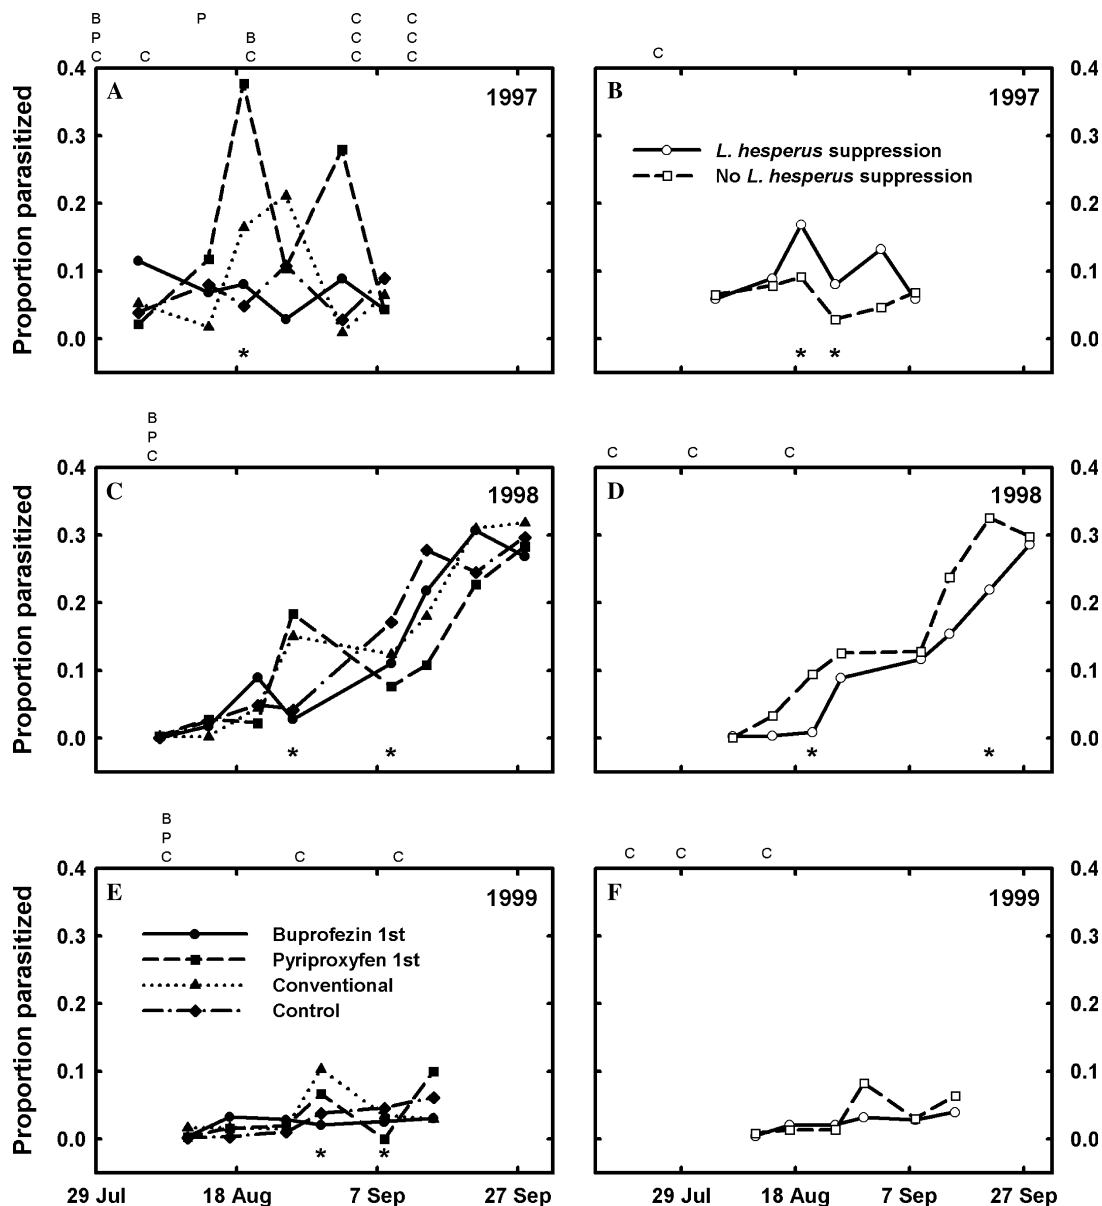 B P C C
P B C C
C C C C C C
0.4 A 1997 B 1997 0.4
0.3 0.3
L. hesperus suppression
No L. hesperus suppression
0.2 0.2
0.1 0.1
0.0 0.0
* * *
Proportion parasitized
B
P
C C C C
0.4 C 1998 D 1998 0.4
0.3 0.3
0.2 0.2
0.1 0.1
0.0 0.0
* * * *
Proportion parasitized
B
P
C C C C C C
0.4 E 1999 F 1999 0.4
0.3 0.3
Buprofezin 1st
Pyriproxyfen 1st
Conventional
Control
0.2 0.2
0.1 0.1
0.0 0.0
* *
Proportion parasitized
29 Jul 18 Aug 7 Sep 27 Sep 29 Jul 18 Aug 7 Sep 27 Sep